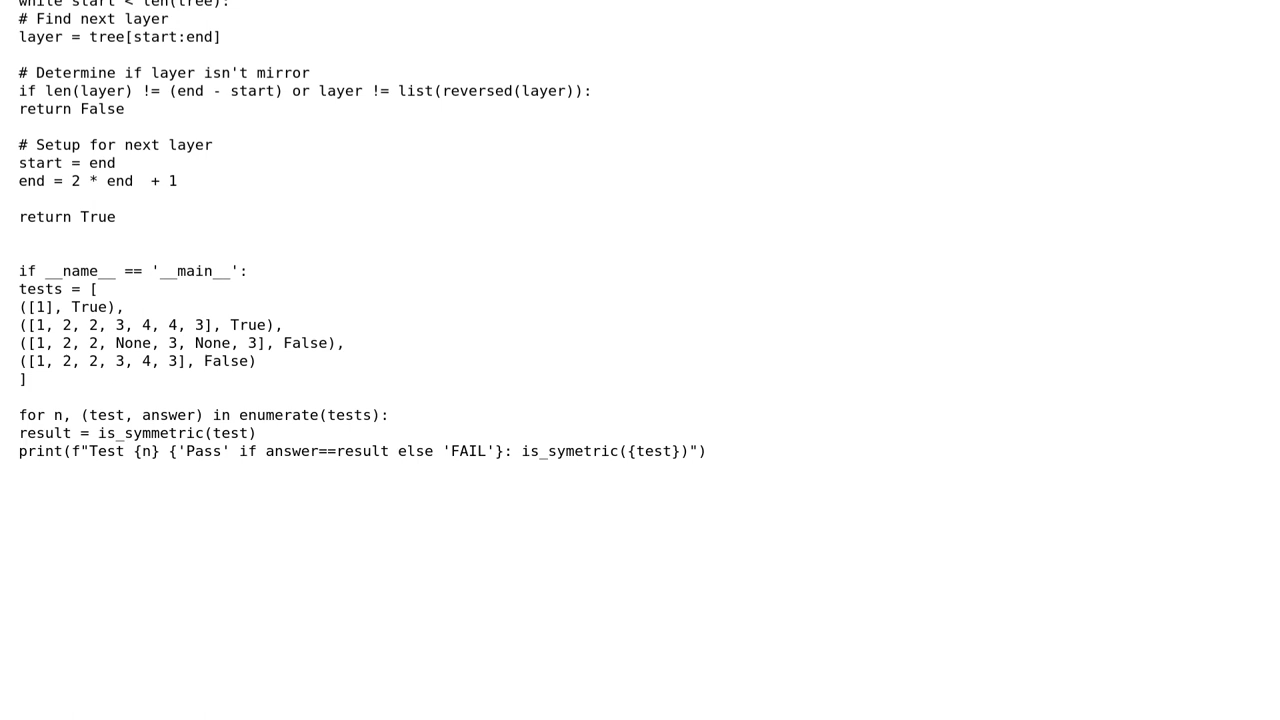 while start < len(tree):
# Find next layer
layer = tree[start:end]

# Determine if layer isn't mirror
if len(layer) != (end - start) or layer != list(reversed(layer)):
return False

# Setup for next layer
start = end
end = 2 * end  + 1

return True


if __name__ == '__main__':
tests = [
([1], True),
([1, 2, 2, 3, 4, 4, 3], True),
([1, 2, 2, None, 3, None, 3], False),
([1, 2, 2, 3, 4, 3], False)
]

for n, (test, answer) in enumerate(tests):
result = is_symmetric(test)
print(f"Test {n} {'Pass' if answer==result else 'FAIL'}: is_symetric({test})")